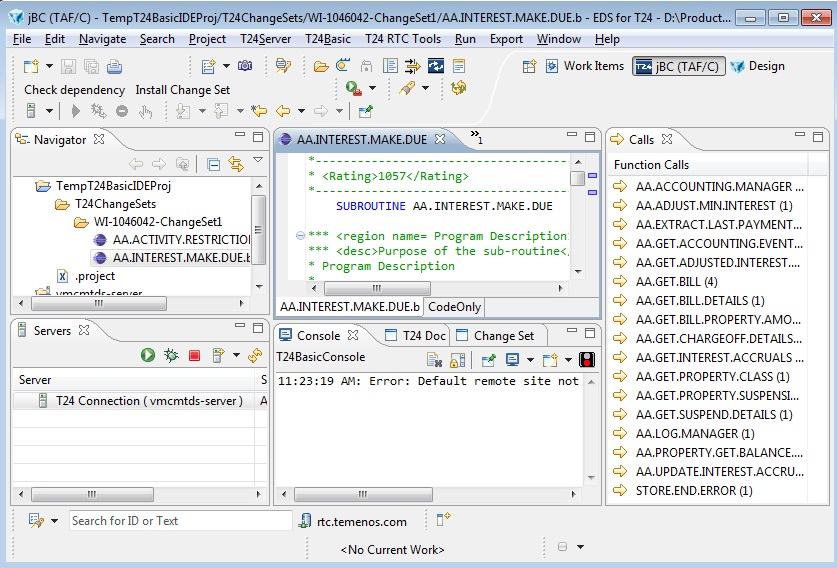 jBC (TAF/C) - TempT24BasicIDEProj/T24ChangeSets/WI-1046042-ChangeSet1/AA.INTEREST.MAKE.DUE.b - EDS for T24 - D:\Product...
File Edit Navigate Search Project T24Server T24Basic T24 RTC Tools Run Export Window Help
Work Items T24 jBC (TAF/C) Design
Check dependency Install Change Set
Navigator
TempT24BasicIDEProj
T24ChangeSets
WI-1046042-ChangeSet1
AA.ACTIVITY.RESTRICTIO
AA.INTEREST.MAKE.DUE.b
.project
vmcmtds-server
AA.INTEREST.MAKE.DUE
»1
*-----------------------------------
* <Rating>1057</Rating>
*-----------------------------------
SUBROUTINE AA.INTEREST.MAKE.DUE
*** <region name= Program Description
*** <desc>Purpose of the sub-routine</
* Program Description
*
AA.INTEREST.MAKE.DUE.b CodeOnly
Calls
Function Calls
AA.ACCOUNTING.MANAGER ...
AA.ADJUST.MIN.INTEREST (1)
AA.EXTRACT.LAST.PAYMENT...
AA.GET.ACCOUNTING.EVENT...
AA.GET.ADJUSTED.INTEREST...
AA.GET.BILL (4)
AA.GET.BILL.DETAILS (1)
AA.GET.BILL.PROPERTY.AMO...
AA.GET.CHARGEOFF.DETAILS...
AA.GET.INTEREST.ACCRUALS ...
AA.GET.PROPERTY.CLASS (1)
AA.GET.PROPERTY.SUSPENSI...
AA.GET.SUSPEND.DETAILS (1)
AA.LOG.MANAGER (1)
AA.PROPERTY.GET.BALANCE....
AA.UPDATE.INTEREST.ACCRU...
STORE.END.ERROR (1)
Servers
Server S
T24 Connection ( vmcmtds-server ) A
Console T24 Doc Change Set
T24BasicConsole
11:23:19 AM: Error: Default remote site not
Search for ID or Text
rtc.temenos.com
<No Current Work>